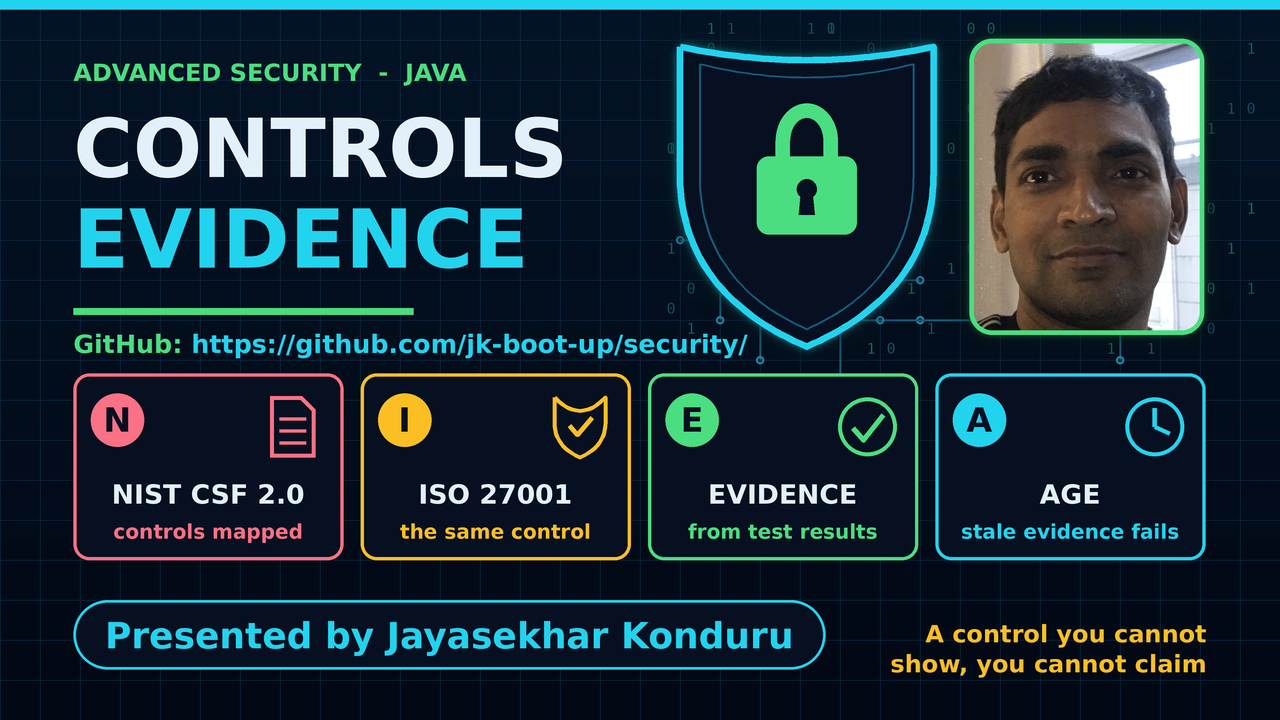 ADVANCED SECURITY - JAVA
CONTROLS
EVIDENCE
GitHub: https://github.com/jk-boot-up/security/
N
NIST CSF 2.0
controls mapped
I
ISO 27001
the same control
E
EVIDENCE
from test results
A
AGE
stale evidence fails
Presented by Jayasekhar Konduru
A control you cannot
show, you cannot claim